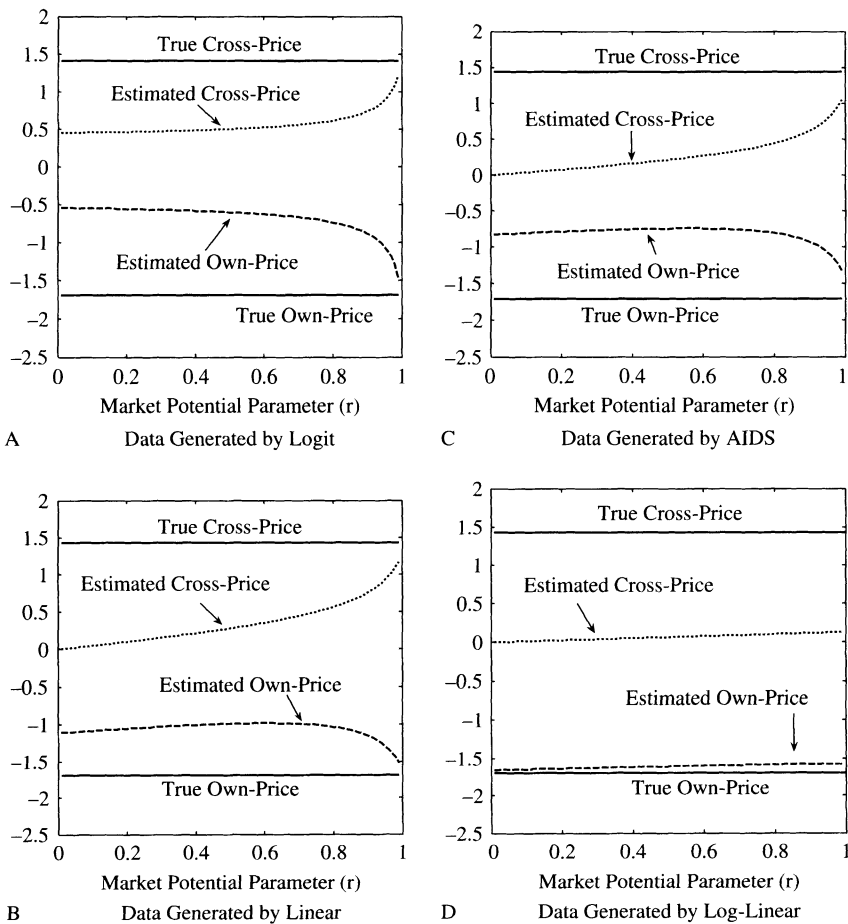 2
1.5
1
0.5
0
−0.5
−1
−1.5
−2
−2.5
True Cross-Price
Estimated Cross-Price
Estimated Own-Price
True Own-Price
0 0.2 0.4 0.6 0.8 1
Market Potential Parameter (r)
A Data Generated by Logit
2
1.5
1
0.5
0
−0.5
−1
−1.5
−2
−2.5
True Cross-Price
Estimated Cross-Price
Estimated Own-Price
True Own-Price
0 0.2 0.4 0.6 0.8 1
Market Potential Parameter (r)
C Data Generated by AIDS
2
1.5
1
0.5
0
−0.5
−1
−1.5
−2
−2.5
True Cross-Price
Estimated Cross-Price
Estimated Own-Price
True Own-Price
0 0.2 0.4 0.6 0.8 1
Market Potential Parameter (r)
B Data Generated by Linear
2
1.5
1
0.5
0
−0.5
−1
−1.5
−2
−2.5
True Cross-Price
Estimated Cross-Price
Estimated Own-Price
True Own-Price
0 0.2 0.4 0.6 0.8 1
Market Potential Parameter (r)
D Data Generated by Log-Linear